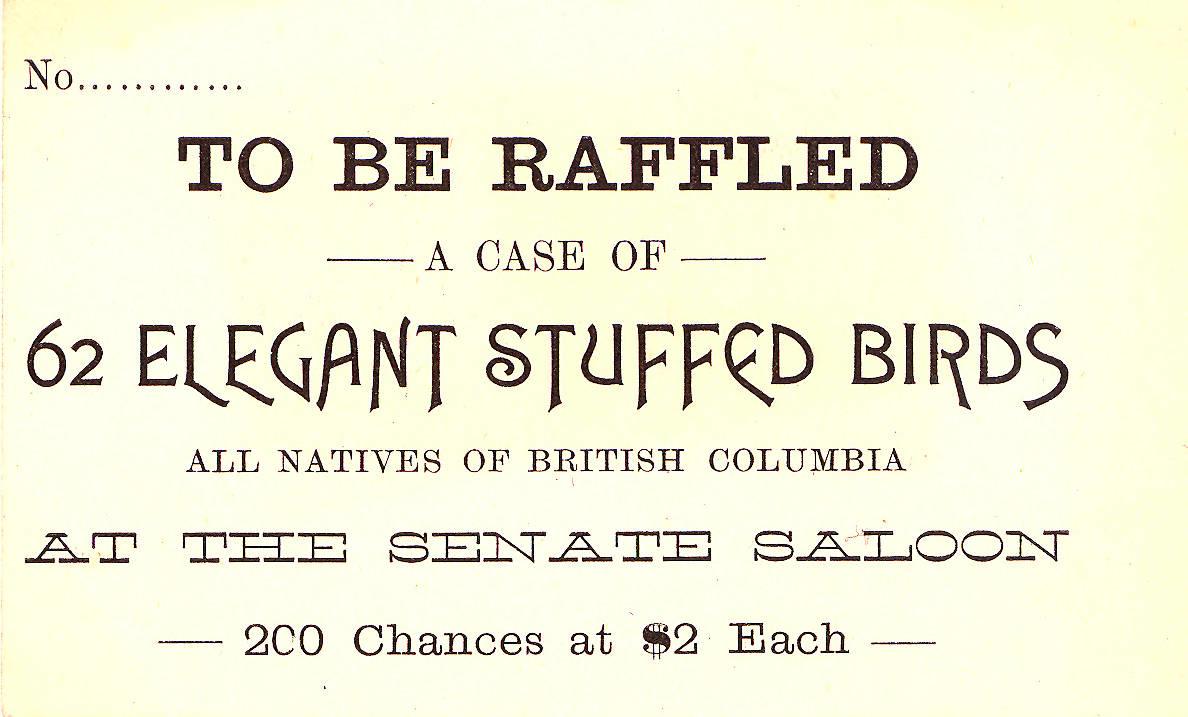 No............
TO BE RAFFLED
— A CASE OF —
62 ELEGANT STUFFED BIRDS
ALL NATIVES OF BRITISH COLUMBIA
AT THE SENATE SALOON
— 200 Chances at $2 Each —